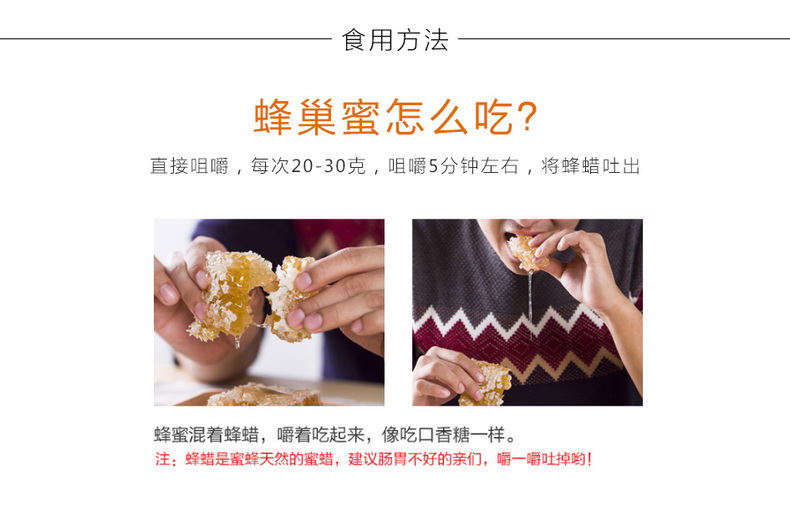 食用方法
蜂巢蜜怎么吃?
直接咀嚼，每次20-30克，咀嚼5分钟左右，将蜂蜡吐出
蜂蜜混着蜂蜡，嚼着吃起来，像吃口香糖一样。
注：蜂蜡是蜜蜂天然的蜜蜡，建议肠胃不好的亲们，嚼一嚼吐掉哟!